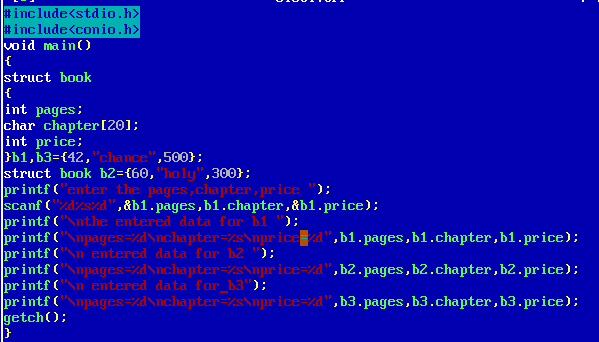 #include<stdio.h>
#include<conio.h>
void main()
{
struct book
{
int pages;
char chapter[20];
int price;
}b1,b3={42,"chance",500};
struct book b2={60,"holy",300};
printf("enter the pages,chapter,price ");
scanf("%d%s%d",&b1.pages,b1.chapter,&b1.price);
printf("\nthe entered data for b1 ");
printf("\npages=%d\nchapter=%s\nprice=%d",b1.pages,b1.chapter,b1.price);
printf("\n entered data for b2 ");
printf("\npages=%d\nchapter=%s\nprice=%d",b2.pages,b2.chapter,b2.price);
printf("\n entered data for_b3");
printf("\npages=%d\nchapter=%s\nprice=%d",b3.pages,b3.chapter,b3.price);
getch();
}